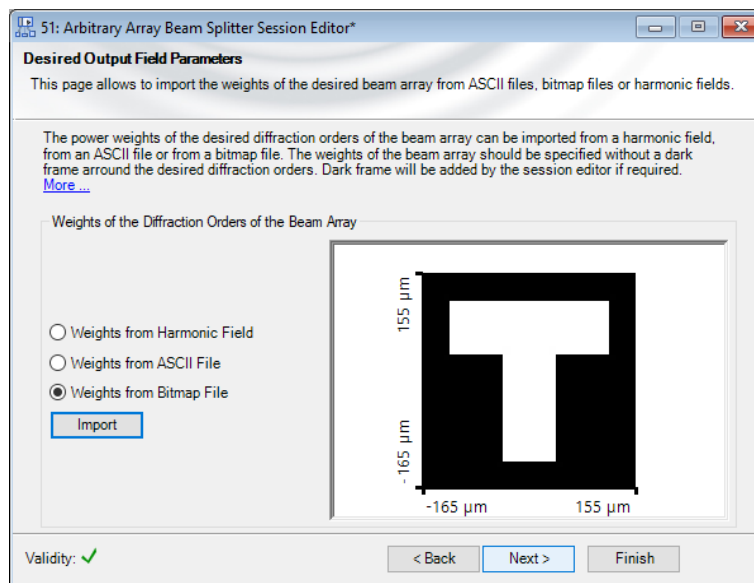 51: Arbitrary Array Beam Splitter Session Editor*
Desired Output Field Parameters
This page allows to import the weights of the desired beam array from ASCII files, bitmap files or harmonic fields.
The power weights of the desired diffraction orders of the beam array can be imported from a harmonic field,
from an ASCII file or from a bitmap file. The weights of the beam array should be specified without a dark
frame arround the desired diffraction orders. Dark frame will be added by the session editor if required.
More ...
Weights of the Diffraction Orders of the Beam Array
Weights from Harmonic Field
Weights from ASCII File
Weights from Bitmap File
Import
155 µm
-165 µm
T
-165 µm 155 µm
Validity:
< Back Next > Finish